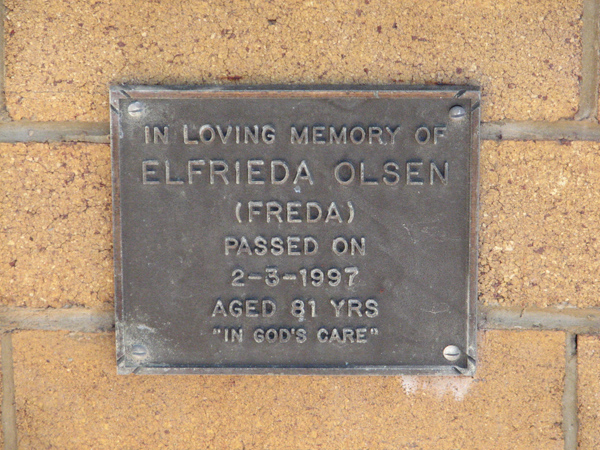 IN LOVING MEMORY OF
ELFRIEDA OLSEN
(FREDA)
PASSED ON
2-3-1997
AGED 81 YRS
"IN GOD'S CARE"